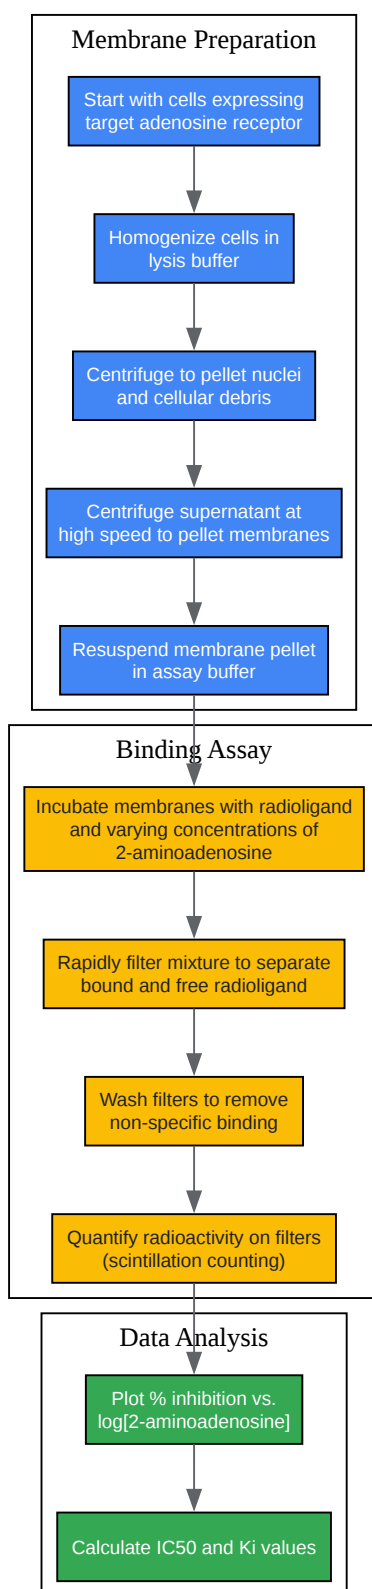 Membrane Preparation
Start with cells expressing
target adenosine receptor
Homogenize cells in
lysis buffer
Centrifuge to pellet nuclei
and cellular debris
Centrifuge supernatant at
high speed to pellet membranes
Resuspend membrane pellet
in assay buffer
Binding Assay
Incubate membranes with radioligand
and varying concentrations of
2-aminoadenosine
Rapidly filter mixture to separate
bound and free radioligand
Wash filters to remove
non-specific binding
Quantify radioactivity on filters
(scintillation counting)
Data Analysis
Plot % inhibition vs.
log[2-aminoadenosine]
Calculate IC50 and Ki values